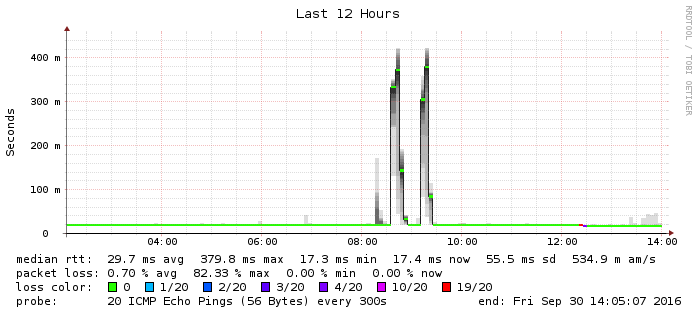 Last 12 Hours
RRDTOOL / TOBI OETIKER
Seconds
400 m
300 m
200 m
100 m
0
04:00 06:00 08:00 10:00 12:00 14:00
median rtt: 29.7 ms avg 379.8 ms max 17.3 ms min 17.4 ms now 55.5 ms sd 534.9 m am/s
packet loss: 0.70 % avg 82.33 % max 0.00 % min 0.00 % now
loss color: 0 1/20 2/20 3/20 4/20 10/20 19/20
probe: 20 ICMP Echo Pings (56 Bytes) every 300s end: Fri Sep 30 14:05:07 2016